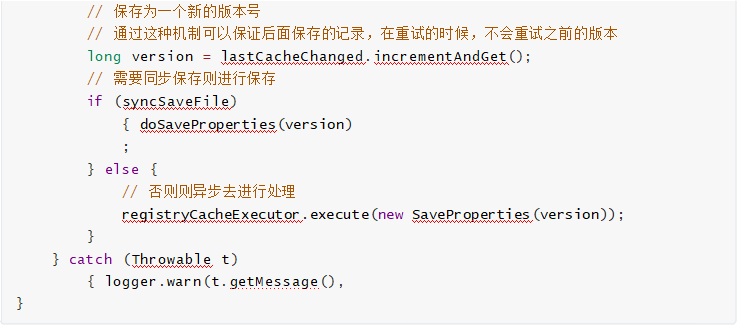 // 保存为一个新的版本号
// 通过这种机制可以保证后面保存的记录，在重试的时候，不会重试之前的版本
long version = lastCacheChanged.incrementAndGet();
// 需要同步保存则进行保存
if (syncSaveFile)
{ doSaveProperties(version)
;
} else {
// 否则则异步去进行处理
registryCacheExecutor.execute(new SaveProperties(version));
}
} catch (Throwable t)
{ logger.warn(t.getMessage(),
}